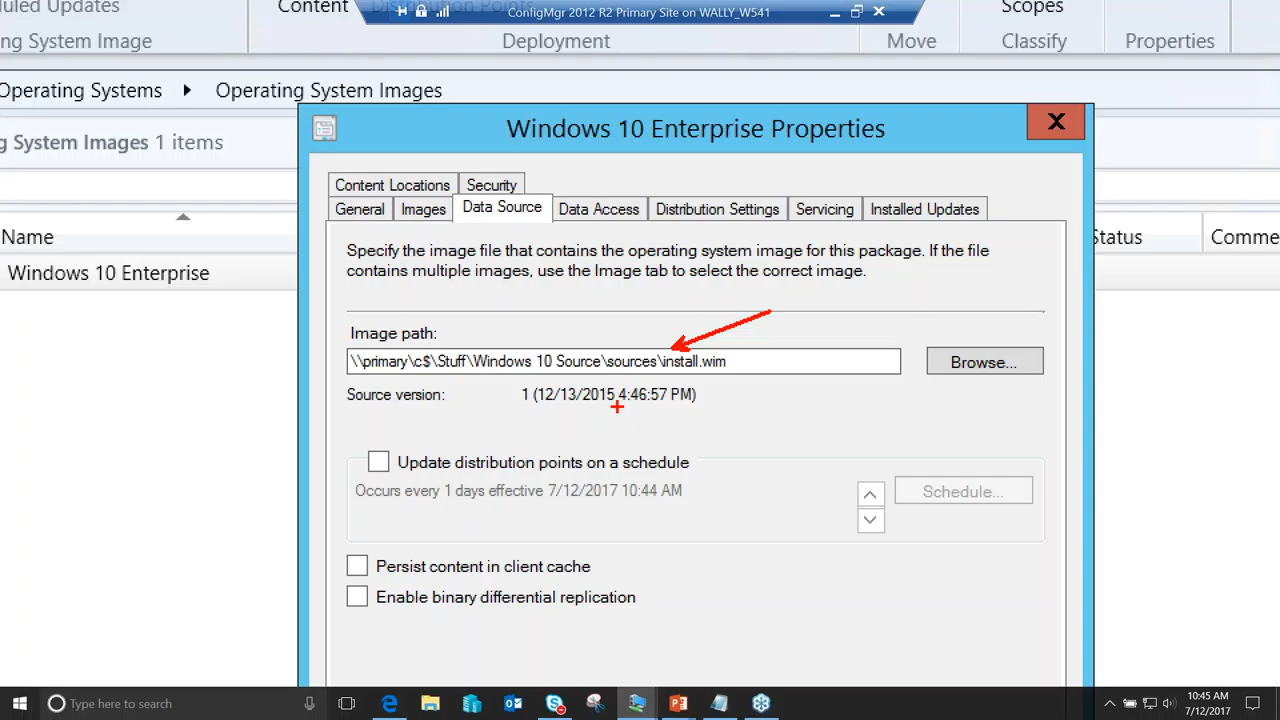 duled Updates
Content
Distribution Points
ConfigMgr 2012 R2 Primary Site on WALLY_W541
Scopes
ng System Image
Deployment
Move
Classify
Properties
Operating Systems
Operating System Images
g System Images 1 items
Windows 10 Enterprise Properties
X
Content Locations
Security
General
Images
Data Source
Data Access
Distribution Settings
Servicing
Installed Updates
Name
Status
Comme
Windows 10 Enterprise
Specify the image file that contains the operating system image for this package. If the file
contains multiple images, use the Image tab to select the correct image.
Image path:
\\primary\c$\Stuff\Windows 10 Source\sources\install.wim
Browse...
Source version:
1 (12/13/2015 4:46:57 PM)
Update distribution points on a schedule
Occurs every 1 days effective 7/12/2017 10:44 AM
Schedule...
Persist content in client cache
Enable binary differential replication
Type here to search
10:45 AM
7/12/2017